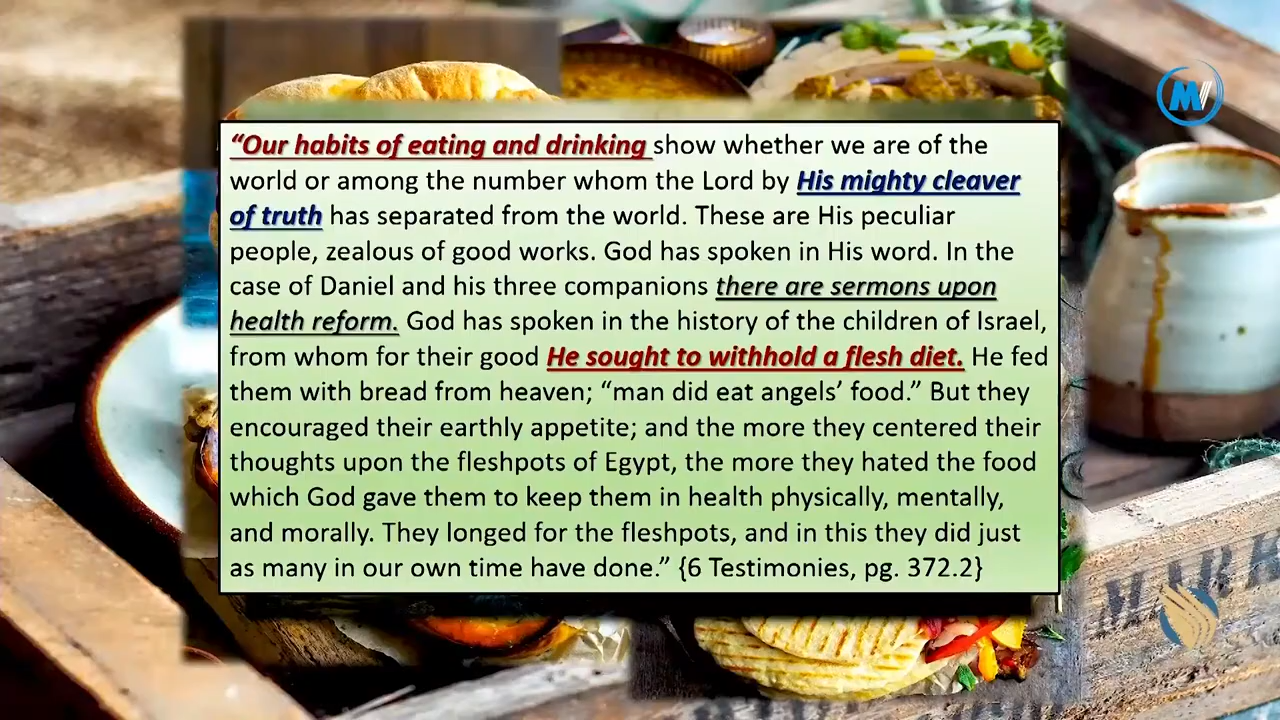 “Our habits of eating and drinking show whether we are of the
world or among the number whom the Lord by His mighty cleaver
of truth has separated from the world. These are His peculiar
people, zealous of good works. God has spoken in His word. In the
case of Daniel and his three companions there are sermons upon
health reform. God has spoken in the history of the children of Israel,
from whom for their good He sought to withhold a flesh diet. He fed
them with bread from heaven; “man did eat angels’ food.” But they
encouraged their earthly appetite; and the more they centered their
thoughts upon the fleshpots of Egypt, the more they hated the food
which God gave them to keep them in health physically, mentally,
and morally. They longed for the fleshpots, and in this they did just
as many in our own time have done.” {6 Testimonies, pg. 372.2}